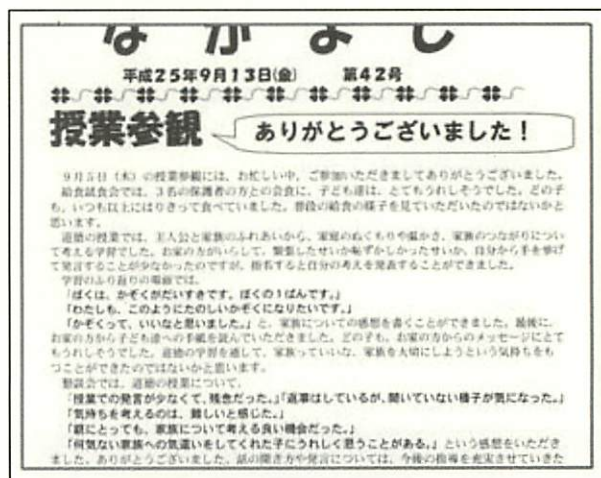 なかよし
平成25年9月13日(金)　第42号
授業参観　ありがとうございました！
9月5日（木）の授業参観には、お忙しい中、ご参加いただきましてありがとうございました。
給食試食会では、3名の保護者の方との会食に、子ども達は、とてもうれしそうでした。どの子
も、いつも以上にはりきって食べていました。普段の給食の様子を見ていただいたのではないかと
思います。
道徳の授業では、主人公と家族のふれあいから、家庭のぬくもりや温かさ、家族のつながりについ
て考える学習でした。お家の方がいらして、緊張したせいか恥ずかしかったせいか、自分から手を挙げ
て発言することが少なかったのですが、指名すると自分の考えを発表することができました。
学習のふり返りの場面では、
「ぼくは、かぞくがだいすきです。ぼくの1ばんです。」
「わたしも、このようにたのしいかぞくになりたいです。」
「かぞくって、いいなと思いました。」と、家族についての感想を書くことができました。最後に、
お家の方から子ども達への手紙を読んでいただきました。どの子も、お家の方からのメッセージにとて
もうれしそうでした。道徳の学習を通して、家族っていいな、家族を大切にしようという気持ちをも
つことができたのではないかと思います。
懇談会では、道徳の授業について、
「授業での発言が少なくて、残念だった。」「返事はしているが、聞いていない様子が気になった。」
「気持ちを考えるのは、難しいと感じた。」
「親にとっても、家族について考える良い機会だった。」
「何気ない家族への気遣いをしてくれた子にうれしく思うことがある。」という感想をいただき
ました。ありがとうございました。話の聞き方や発言については、今後の指導を充実させていきた